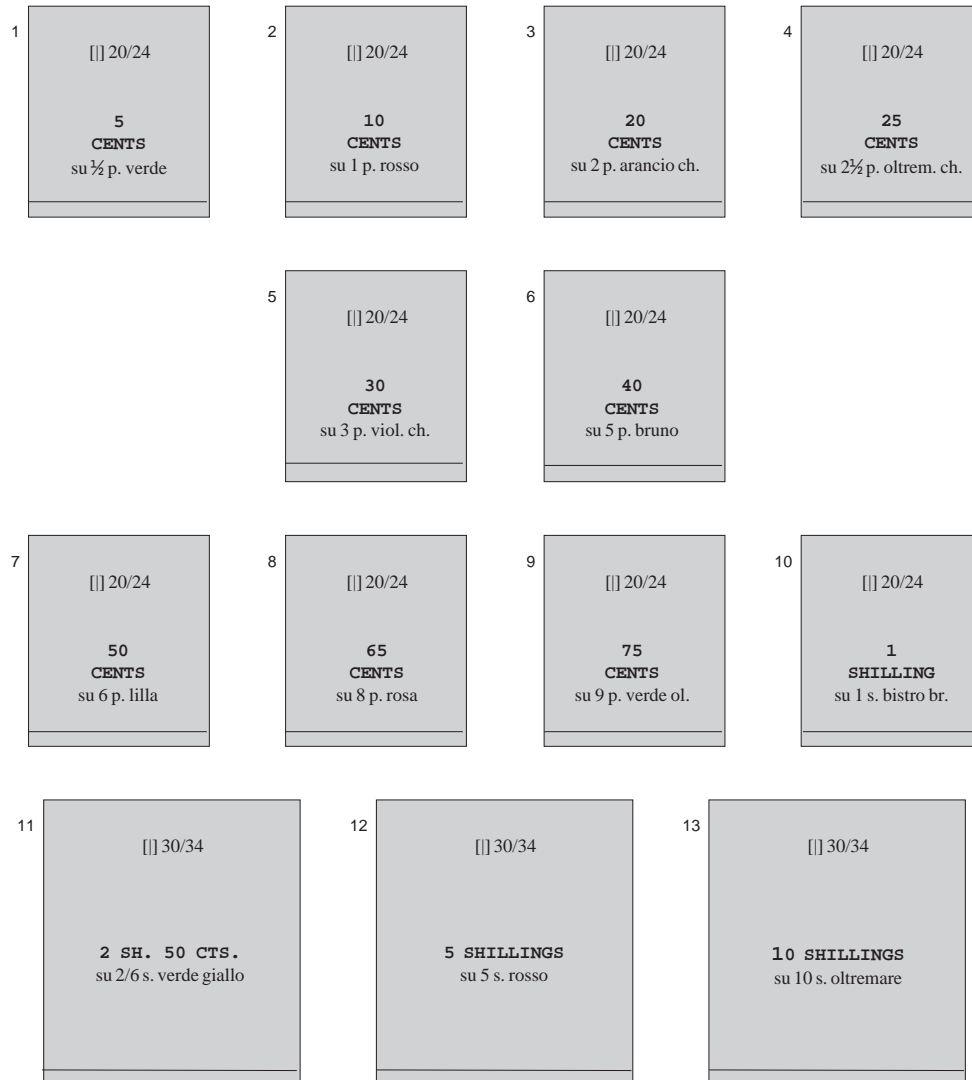 1
[|] 20/24
5
CENTS
su ½ p. verde
2
[|] 20/24
10
CENTS
su 1 p. rosso
3
[|] 20/24
20
CENTS
su 2 p. arancio ch.
4
[|] 20/24
25
CENTS
su 2½ p. oltrem. ch.
5
[|] 20/24
30
CENTS
su 3 p. viol. ch.
6
[|] 20/24
40
CENTS
su 5 p. bruno
7
[|] 20/24
50
CENTS
su 6 p. lilla
8
[|] 20/24
65
CENTS
su 8 p. rosa
9
[|] 20/24
75
CENTS
su 9 p. verde ol.
10
[|] 20/24
1
SHILLING
su 1 s. bistro br.
11
[|] 30/34
2 SH. 50 CTS.
su 2/6 s. verde giallo
12
[|] 30/34
5 SHILLINGS
su 5 s. rosso
13
[|] 30/34
10 SHILLINGS
su 10 s. oltremare